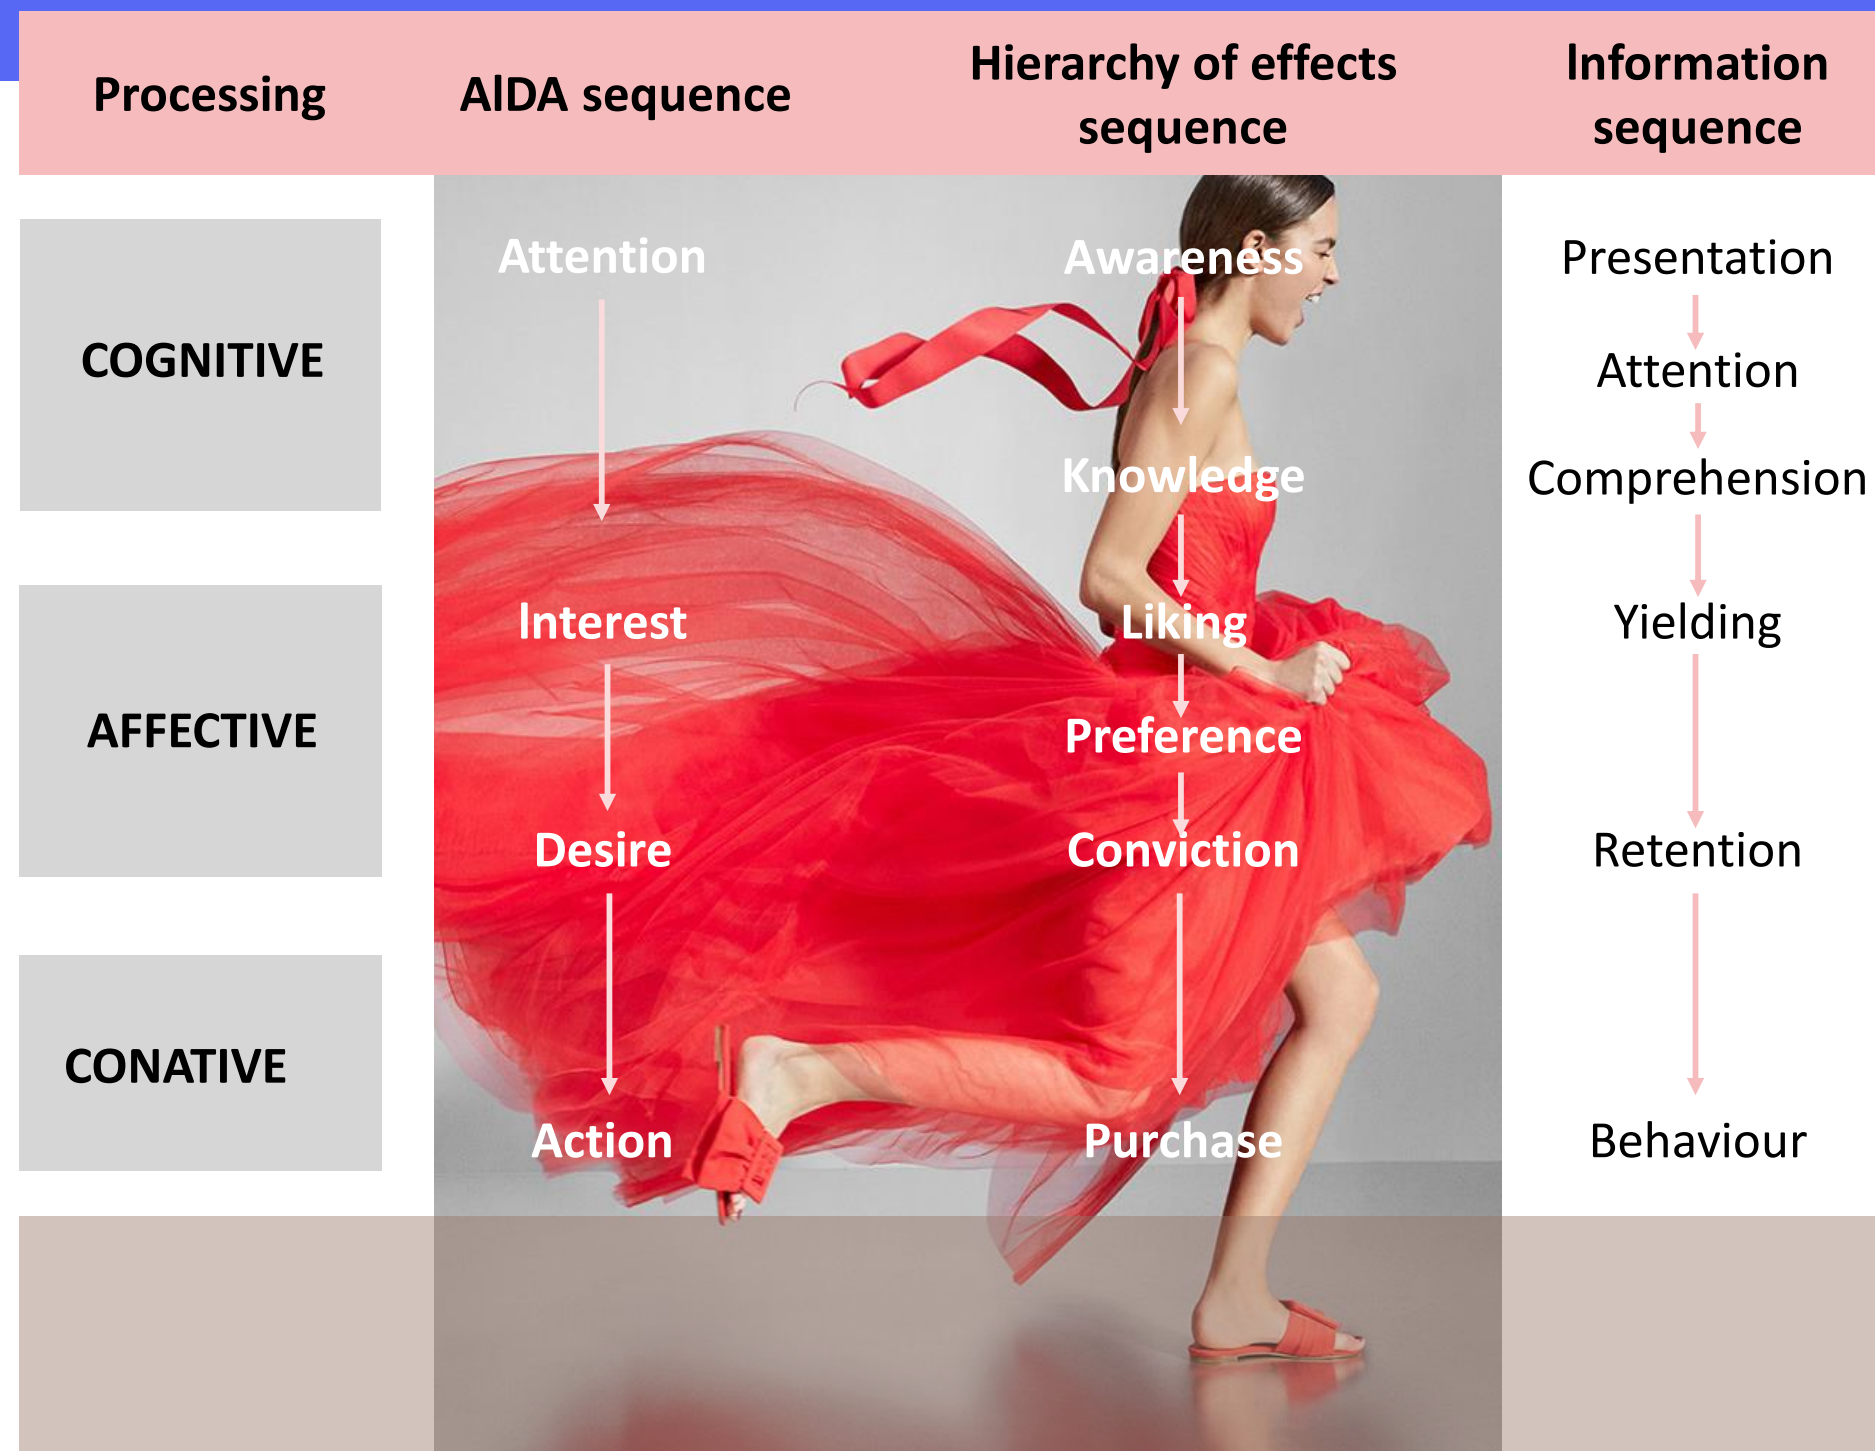 Processing
AIDA sequence
Hierarchy of effects
sequence
Information
sequence
COGNITIVE
Attention
Awareness
Knowledge
Presentation
Attention
Comprehension
AFFECTIVE
Interest
Desire
Liking
Preference
Conviction
Yielding
Retention
CONATIVE
Action
Purchase
Behaviour